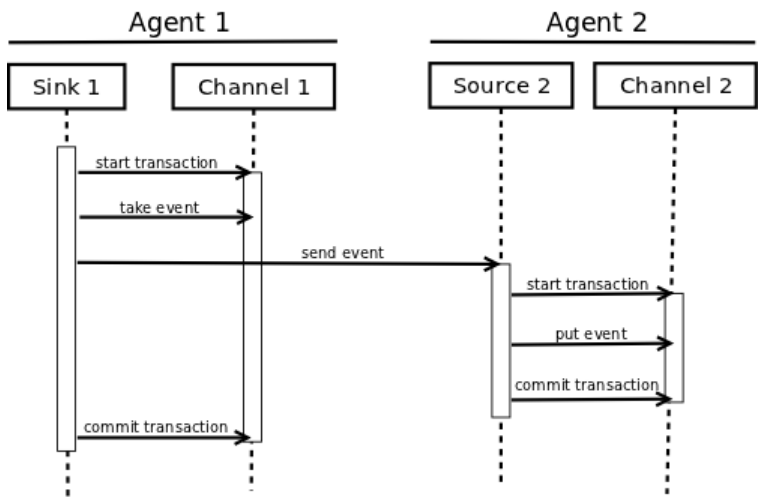 Agent 1
Agent 2
Sink 1
Channel 1
Source 2
Channel 2
start transaction
take event
send event
start transaction
put event
commit transaction
commit transaction